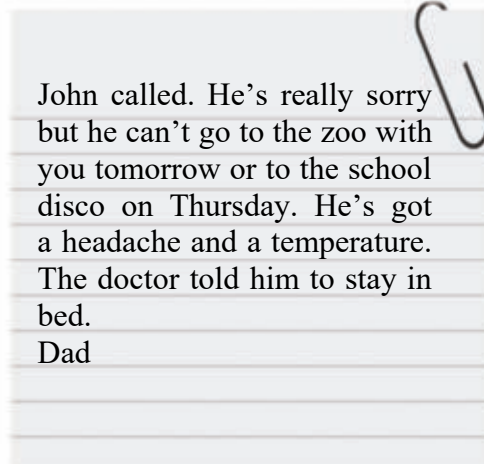 John called. He’s really sorry
but he can’t go to the zoo with
you tomorrow or to the school
disco on Thursday. He’s got
a headache and a temperature.
The doctor told him to stay in
bed.
Dad